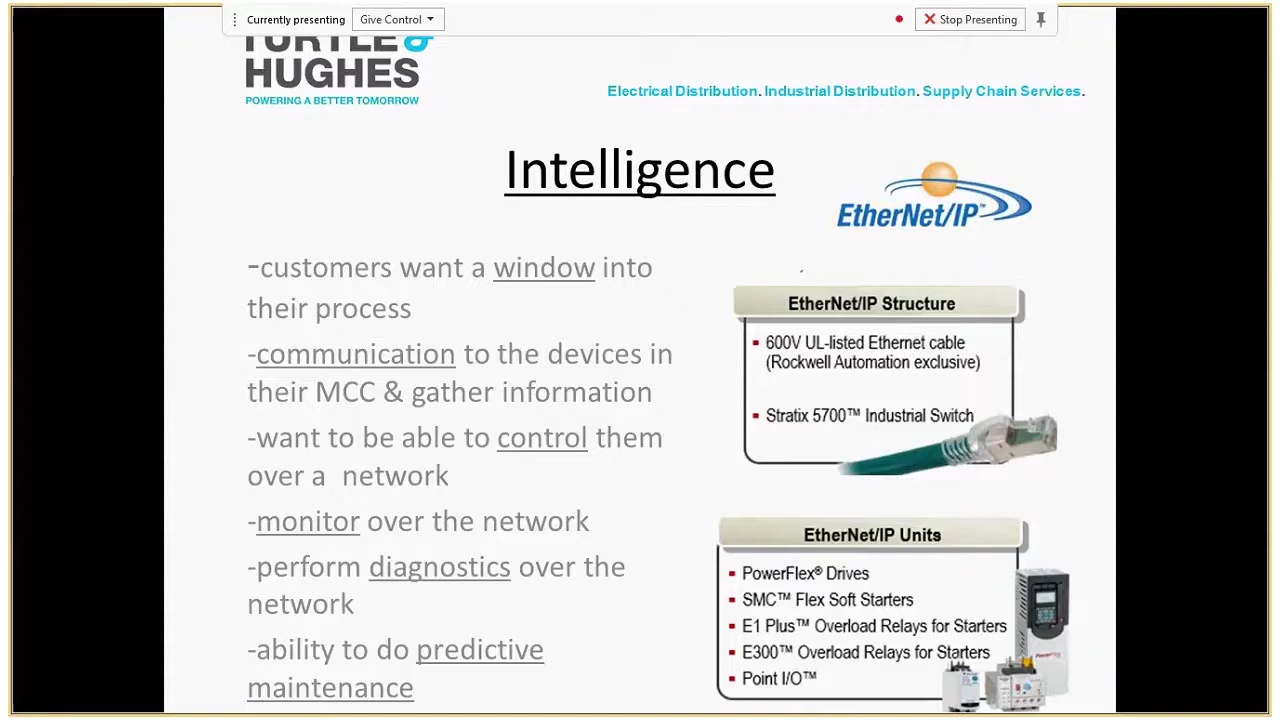 Currently presenting
Give Control
Stop Presenting
TURTLE &
HUGHES
POWERING A BETTER TOMORROW
Electrical Distribution. Industrial Distribution. Supply Chain Services.
Intelligence
EtherNet/IP™
-customers want a window into
their process
-communication to the devices in
their MCC & gather information
-want to be able to control them
over a network
-monitor over the network
-perform diagnostics over the
network
-ability to do predictive
maintenance
EtherNet/IP Structure
600V UL-listed Ethernet cable
(Rockwell Automation exclusive)
Stratix 5700™ Industrial Switch
EtherNet/IP Units
PowerFlex® Drives
SMC™ Flex Soft Starters
E1 Plus™ Overload Relays for Starters
E300™ Overload Relays for Starters
Point I/O™
PowerFlex